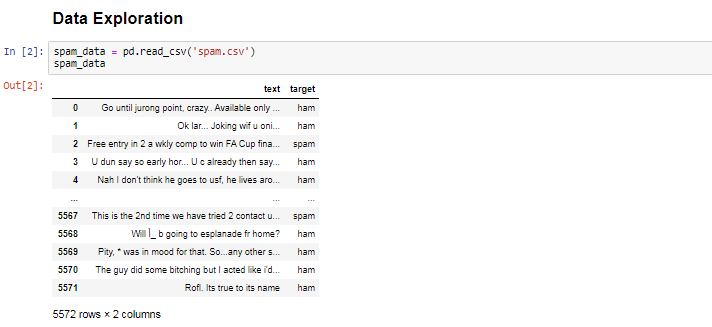 Data Exploration
In [2]: spam_data = pd.read_csv('spam.csv')
spam_data
Out[2]:
text target
0 Go until jurong point, crazy.. Available only ... ham
1 Ok lar... Joking wif u oni... ham
2 Free entry in 2 a wkly comp to win FA Cup fina... spam
3 U dun say so early hor... U c already then say... ham
4 Nah I don't think he goes to usf, he lives aro... ham
... ... ...
5567 This is the 2nd time we have tried 2 contact u... spam
5568 Will Ì_ b going to esplanade fr home? ham
5569 Pity, * was in mood for that. So...any other s... ham
5570 The guy did some bitching but I acted like i'd... ham
5571 Rofl. Its true to its name ham
5572 rows × 2 columns